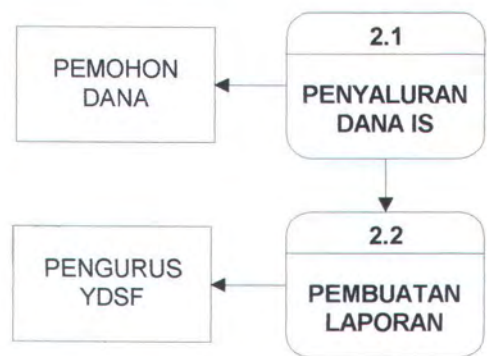 2.1
PEMOHON
DANA
PENYALURAN
DANA IS
2.2
PENGURUS
YDSF
PEMBUATAN
LAPORAN